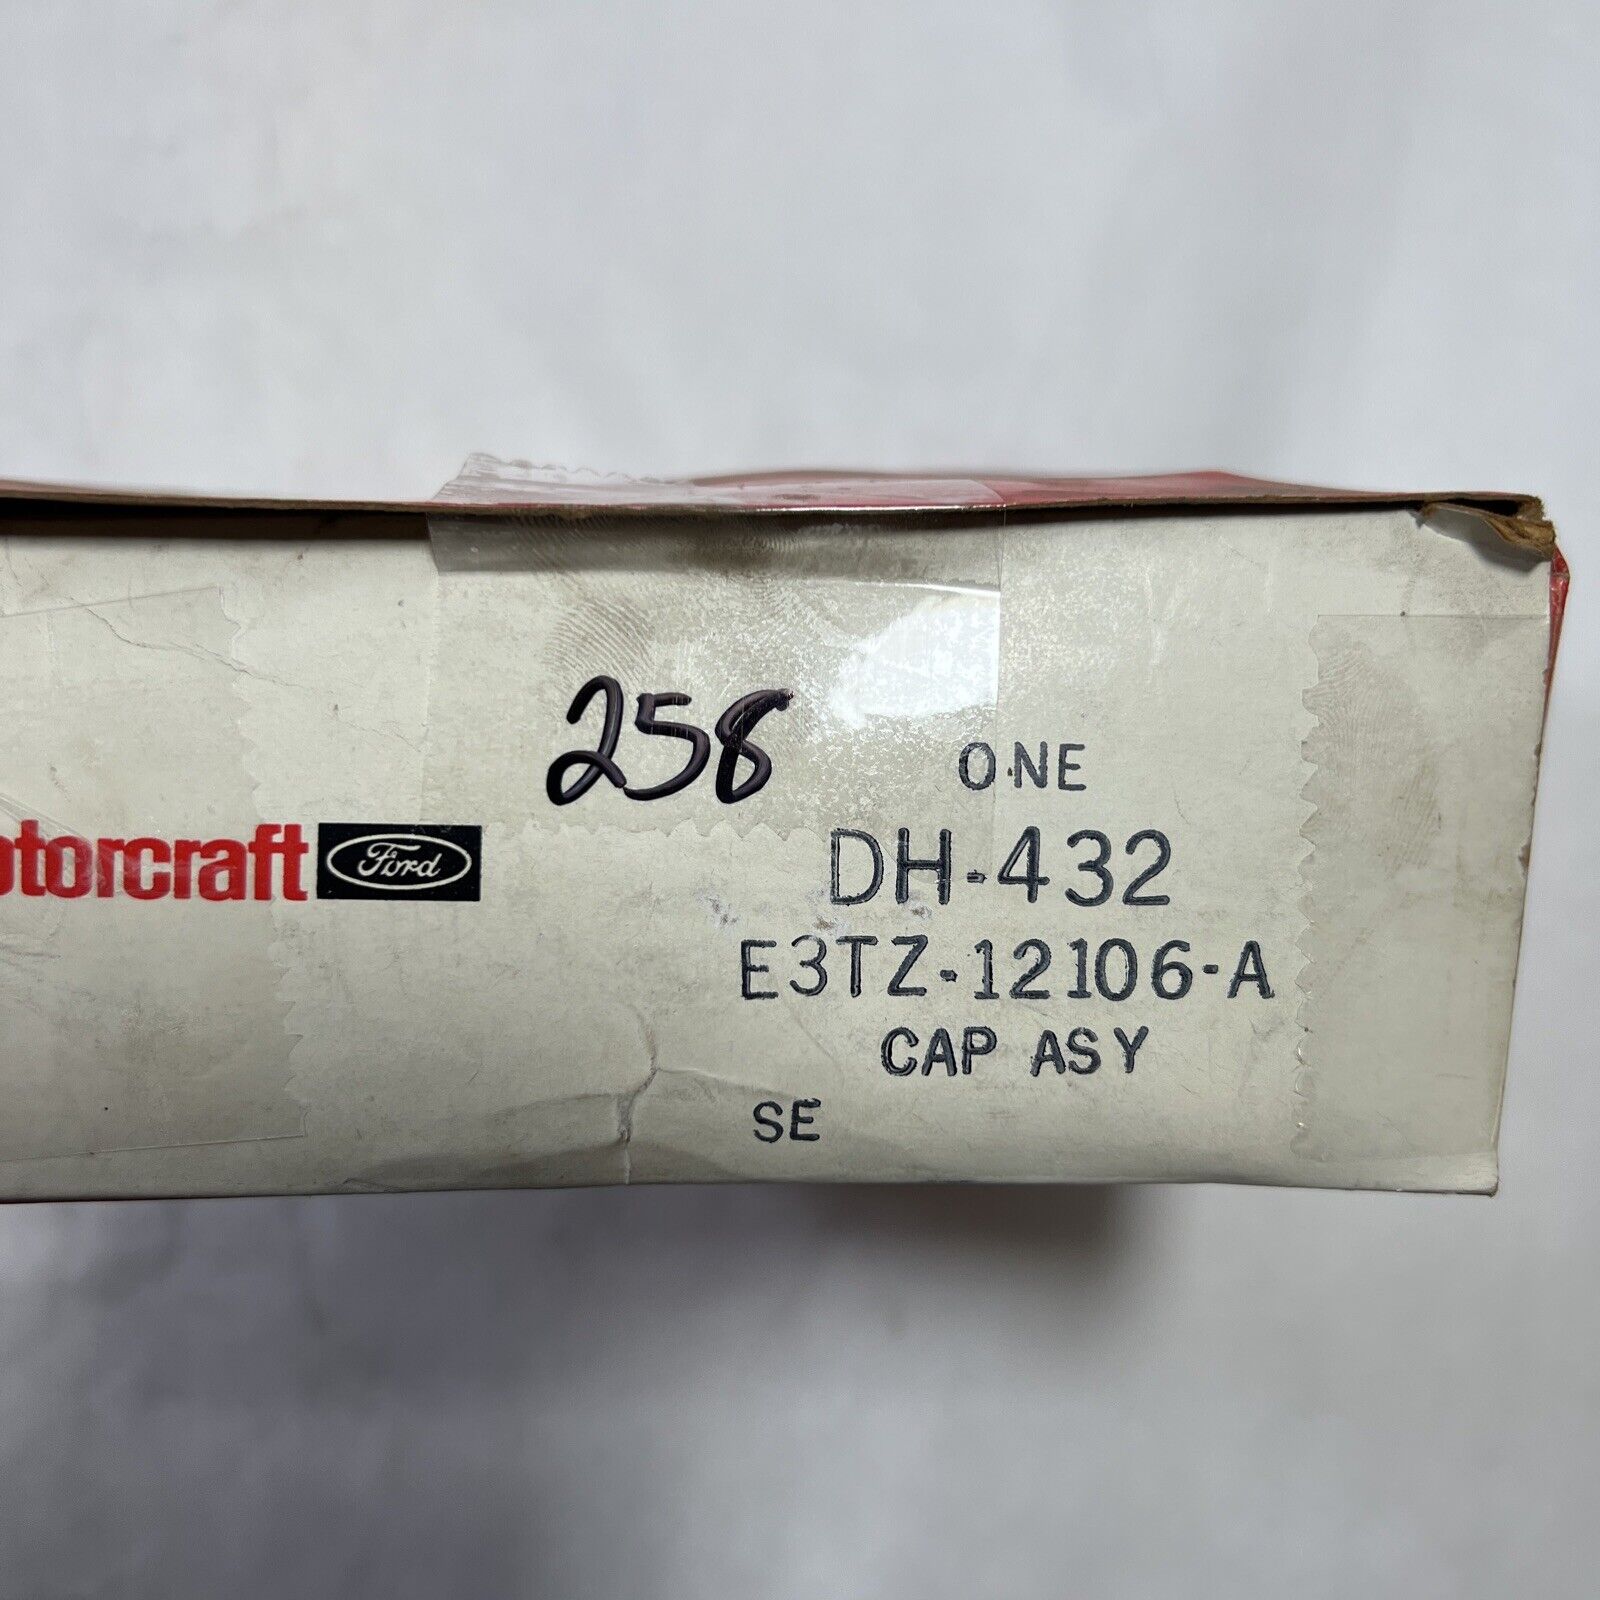 258
ONE
otorcraft Ford
DH-432
E3TZ-12106-A
CAP ASY
SE